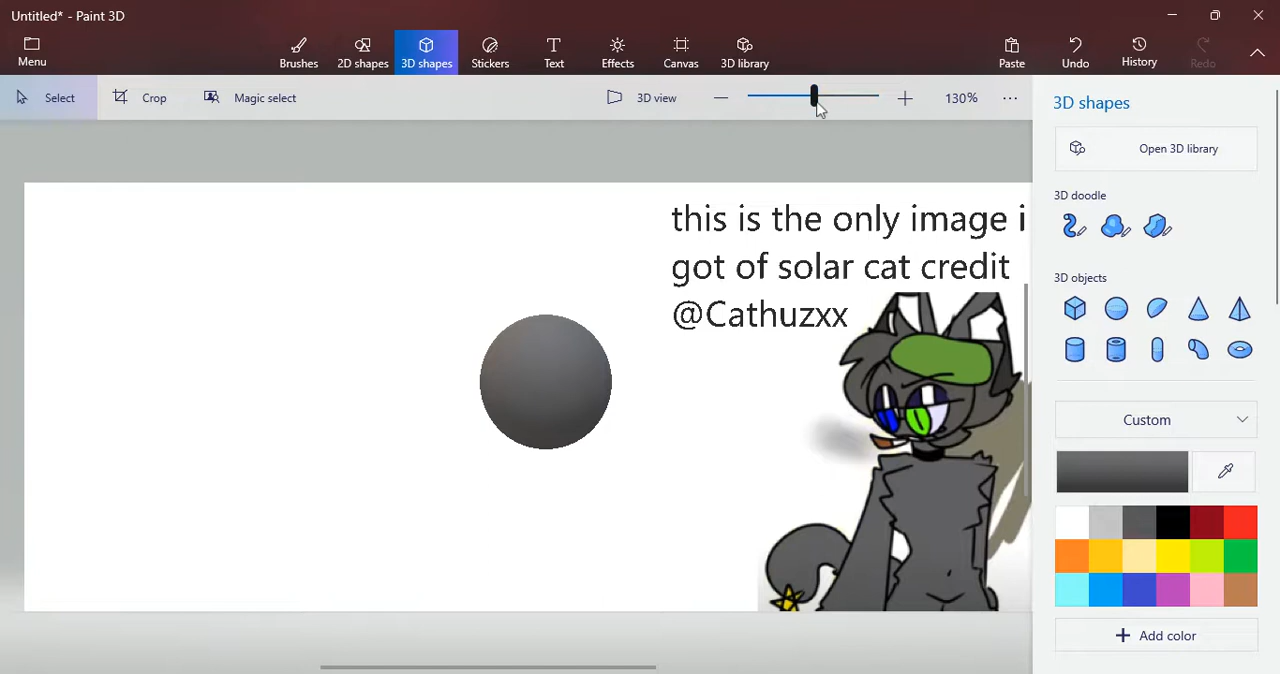 Untitled* - Paint 3D
Menu
Brushes
2D shapes
3D shapes
Stickers
Text
Effects
Canvas
3D library
Paste
Undo
History
Redo
Select
Crop
Magic select
3D view
130%
3D shapes
Open 3D library
3D doodle
3D objects
Custom
Add color
this is the only image i
got of solar cat credit
@Cathuzxx